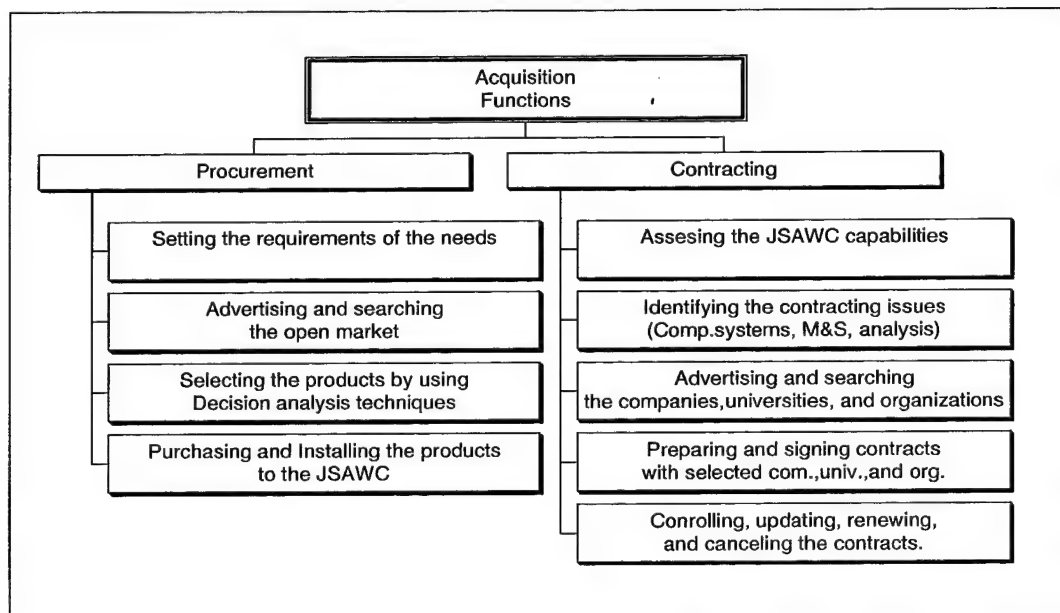 Acquisition
Functions
Procurement
Setting the requirements of the needs
Advertising and searching
the open market
Selecting the products by using
Decision analysis techniques
Purchasing and Installing the products
to the JSAWC
Contracting
Assesing the JSAWC capabilities
Identifying the contracting issues
(Comp.systems, M&S, analysis)
Advertising and searching
the companies,universities, and organizations
Preparing and signing contracts
with selected com.,univ.,and org.
Conrolling, updating, renewing,
and canceling the contracts.